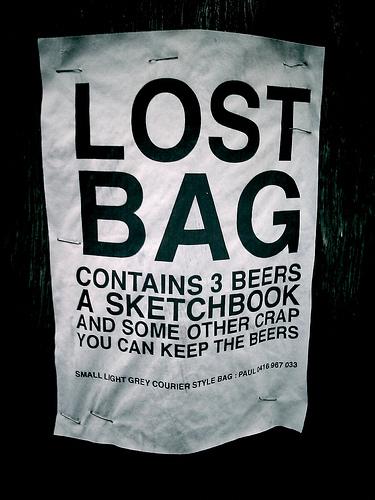 LOST
BAG
CONTAINS 3 BEERS
A SKETCHBOOK
AND SOME OTHER CRAP
YOU CAN KEEP THE BEERS
SMALL LIGHT GREY COURIER STYLE BAG : PAUL 0416 967 033